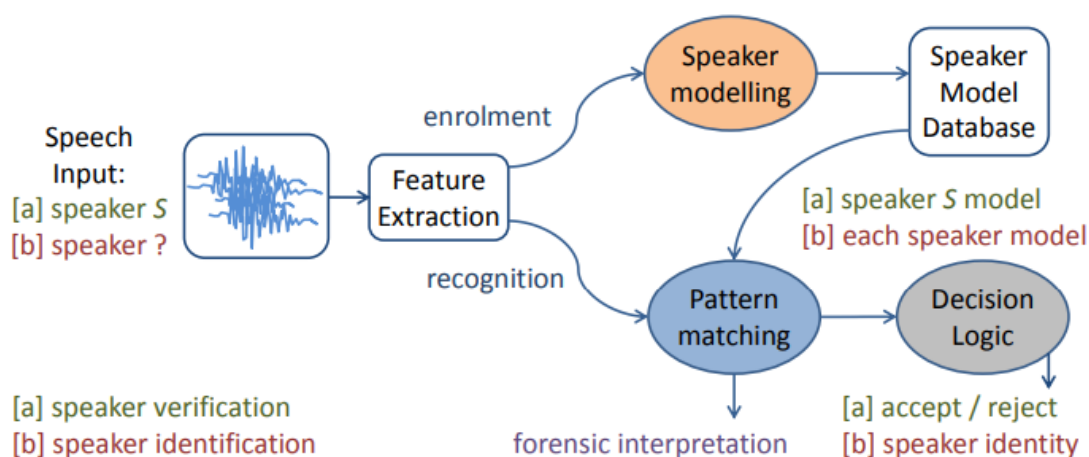 Speech
Input:
[a] speaker S
[b] speaker ?
Feature
Extraction
enrolment
recognition
Speaker
modelling
Speaker
Model
Database
[a] speaker S model
[b] each speaker model
Pattern
matching
Decision
Logic
forensic interpretation
[a] accept / reject
[b] speaker identity
[a] speaker verification
[b] speaker identification